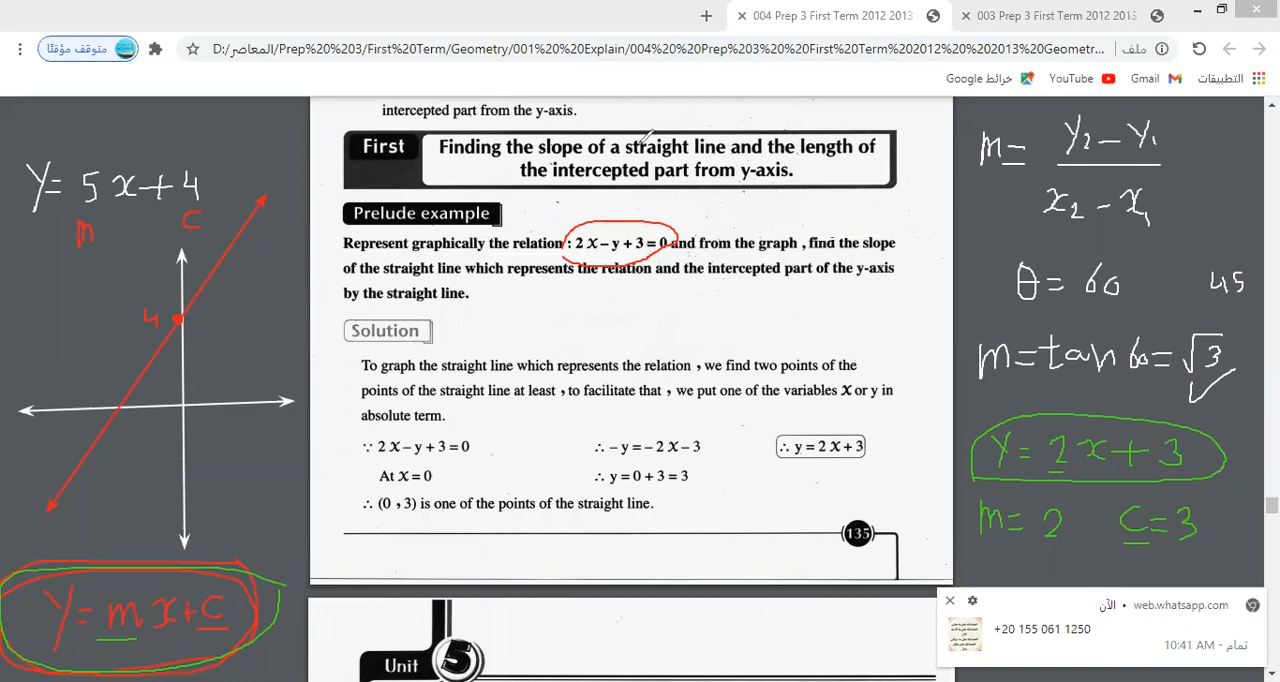 004 Prep 3 First Term 2012 2013
003 Prep 3 First Term 2012 2013
متوقف مؤقتًا
D:/المعاصر/Prep%20%203/First%20Term/Geometry/001%20%20Explain/004%20%20Prep%203%20First%20Term%202012%202013%20Geometr...
ملف
خرائط Google
YouTube
Gmail
التطبيقات
intercepted part from the y-axis.
First
Finding the slope of a straight line and the length of
the intercepted part from y-axis.
Prelude example
Represent graphically the relation : 2 X – y + 3 = 0 and from the graph , find the slope
of the straight line which represents the relation and the intercepted part of the y-axis
by the straight line.
Solution
To graph the straight line which represents the relation , we find two points of the
points of the straight line at least , to facilitate that , we put one of the variables X or y in
absolute term.
∵ 2 X – y + 3 = 0 ∴ – y = – 2 X – 3 ∴ y = 2 X + 3
At X = 0 ∴ y = 0 + 3 = 3
∴ (0 , 3) is one of the points of the straight line.
135
Unit 5
Y = 5x + 4
m c
4
Y = mx + c
m = y2 – y1
x2 – x1
θ = 60 45
m = tan 60 = √3
Y = 2x + 3
m = 2 c = 3
الآن • web.whatsapp.com
+20 155 061 1250
تمام - 10:41 AM